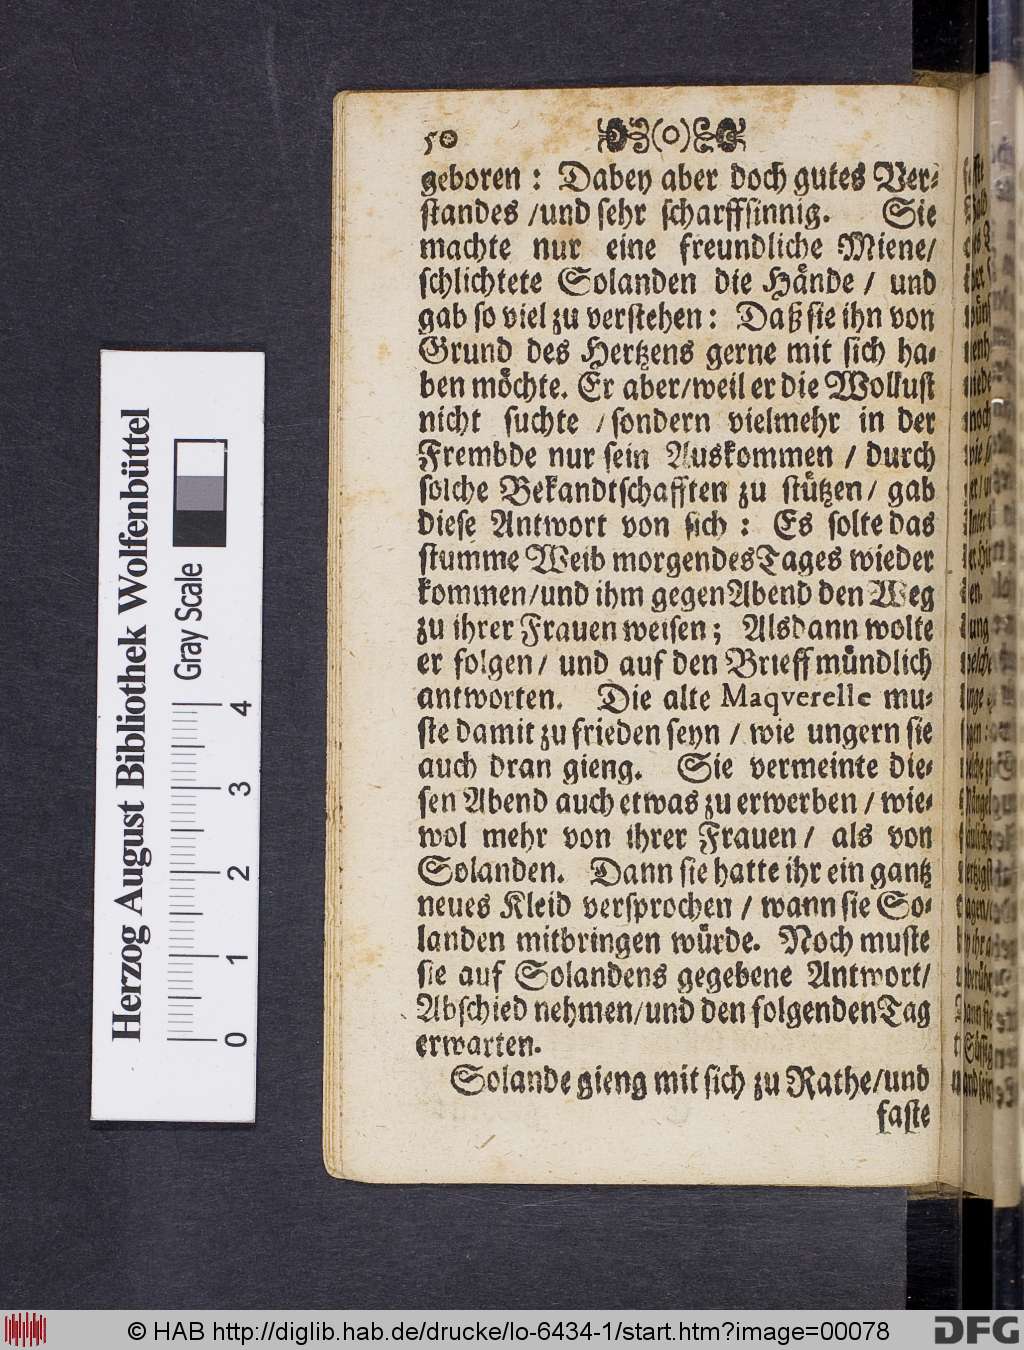 50 (o)
geboren : Dabey aber doch gutes Ver-
standes /und sehr scharffsinnig. Sie
machte nur eine freundliche Miene/
schlichtete Solanden die Hände / und
gab so viel zu verstehen : Daß sie ihn von
Grund des Hertzens gerne mit sich ha-
ben möchte. Er aber/weil er die Wollust
nicht suchte / sondern vielmehr in der
Frembde nur sein Auskommen / durch
solche Bekandtschafften zu stützen/ gab
diese Antwort von sich : Es solte das
stumme Weib morgendes Tages wieder
kommen/und ihm gegen Abend den Weg
zu ihrer Frauen weisen ; Alsdann wolte
er folgen/ und auf den Brieff mündlich
antworten. Die alte Maqverelle mu-
ste damit zu frieden seyn / wie ungern sie
auch dran gieng. Sie vermeinte die-
sen Abend auch etwas zu erwerben / wie-
wol mehr von ihrer Frauen/ als von
Solanden. Dann sie hatte ihr ein gantz
neues Kleid versprochen / wann sie So-
landen mitbringen würde. Noch muste
sie auf Solandens gegebene Antwort/
Abschied nehmen/und den folgenden Tag
erwarten.
Solande gieng mit sich zu Rathe/und
faste
Herzog August Bibliothek Wolfenbüttel
Gray Scale
0 1 2 3 4
© HAB http://diglib.hab.de/drucke/lo-6434-1/start.htm?image=00078
DFG